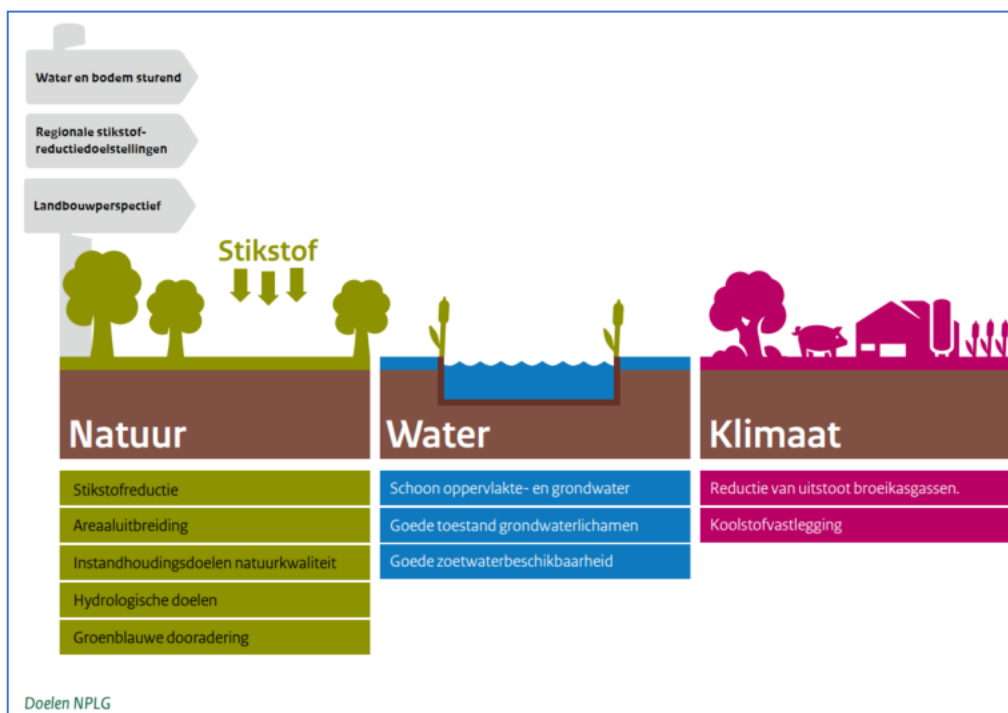 Water en bodem sturend
Regionale stikstof-
reductiedoelstellingen
Landbouwperspectief
Stikstof
Natuur
Stikstofreductie
Areaaluitbreiding
Instandhoudingsdoelen natuurkwaliteit
Hydrologische doelen
Groenblauwe dooradering
Water
Schoon oppervlakte- en grondwater
Goede toestand grondwaterlichamen
Goede zoetwaterbeschikbaarheid
Klimaat
Reductie van uitstoot broeikasgassen.
Koolstofvastlegging
Doelen NPLG